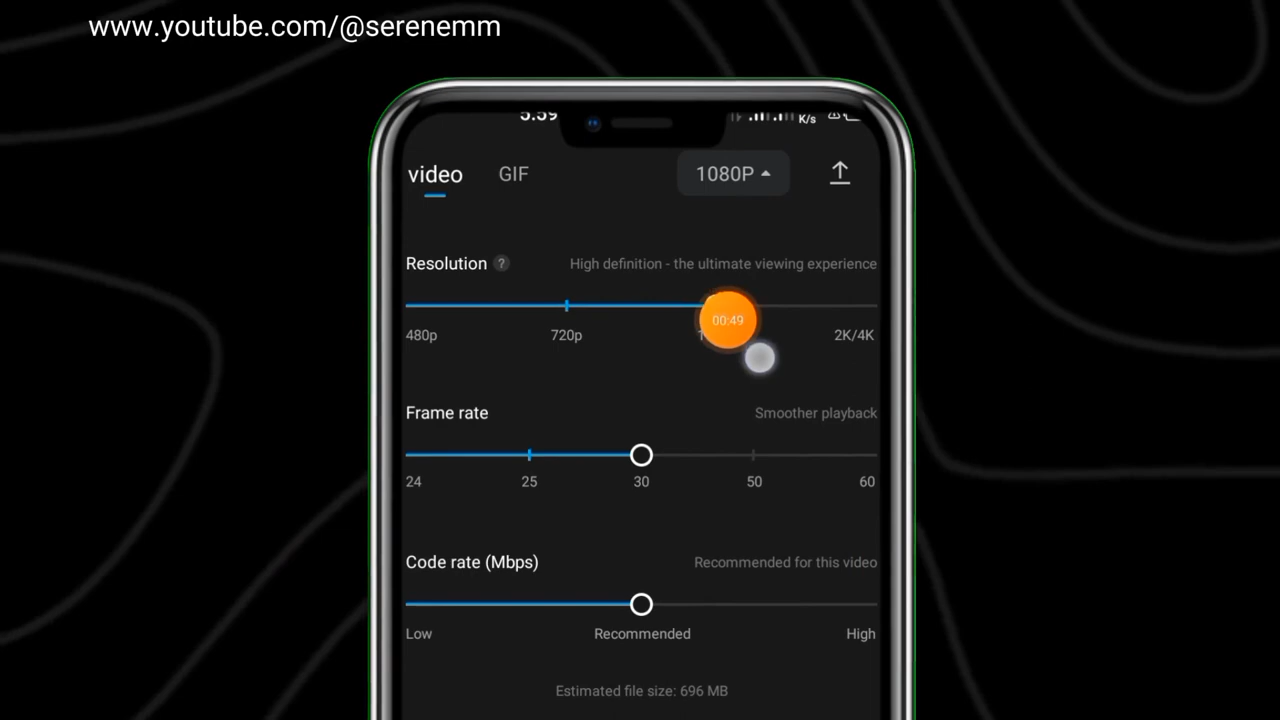 www.youtube.com/@serenemm
5:59 K/s
video GIF 1080P
Resolution ? High definition - the ultimate viewing experience
00:49
480p 720p 2K/4K
Frame rate Smoother playback
24 25 30 50 60
Code rate (Mbps) Recommended for this video
Low Recommended High
Estimated file size: 696 MB